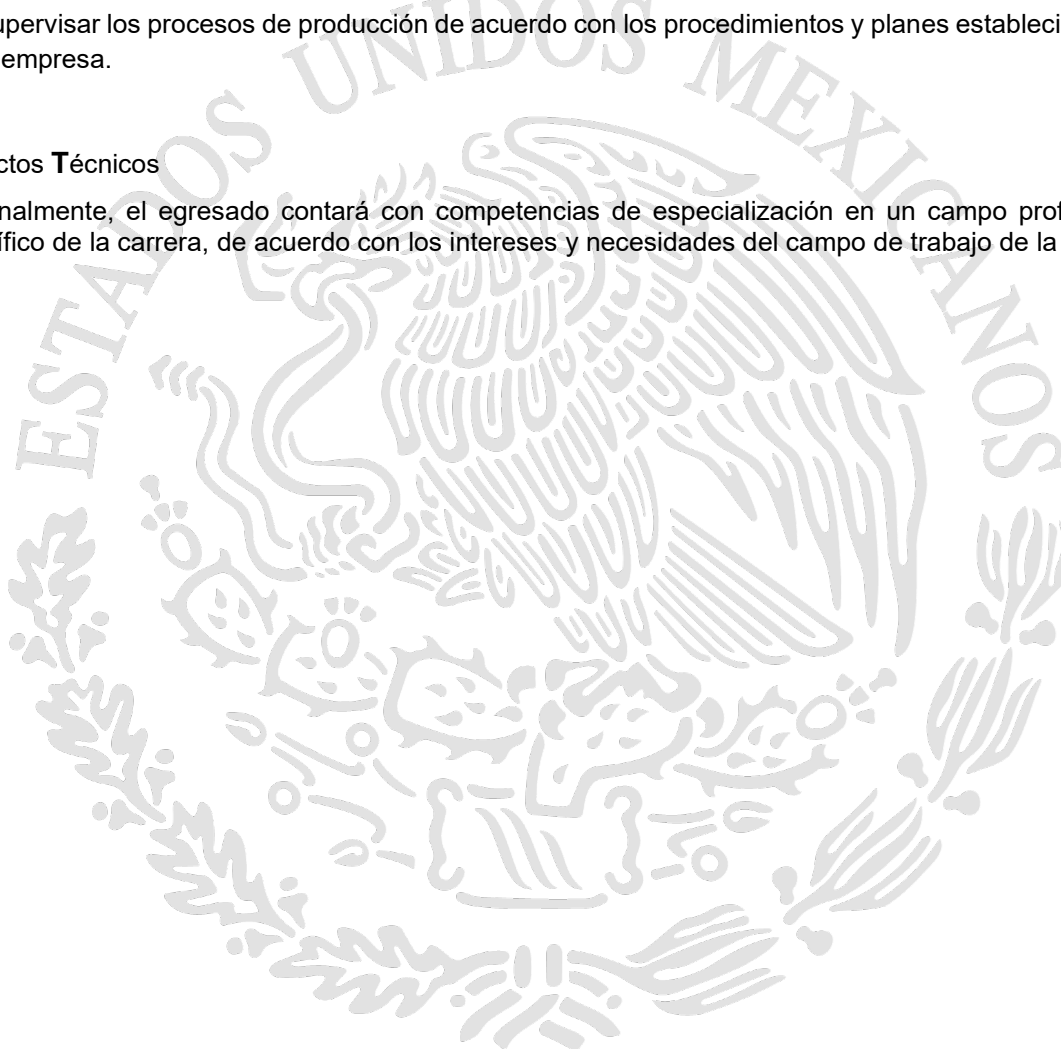 upervisar los procesos de producción de acuerdo con los procedimientos y planes estableci
empresa.
ctos Técnicos
nalmente, el egresado contará con competencias de especialización en un campo prof
ífico de la carrera, de acuerdo con los intereses y necesidades del campo de trabajo de la
ESTADOS UNIDOS MEXICANOS